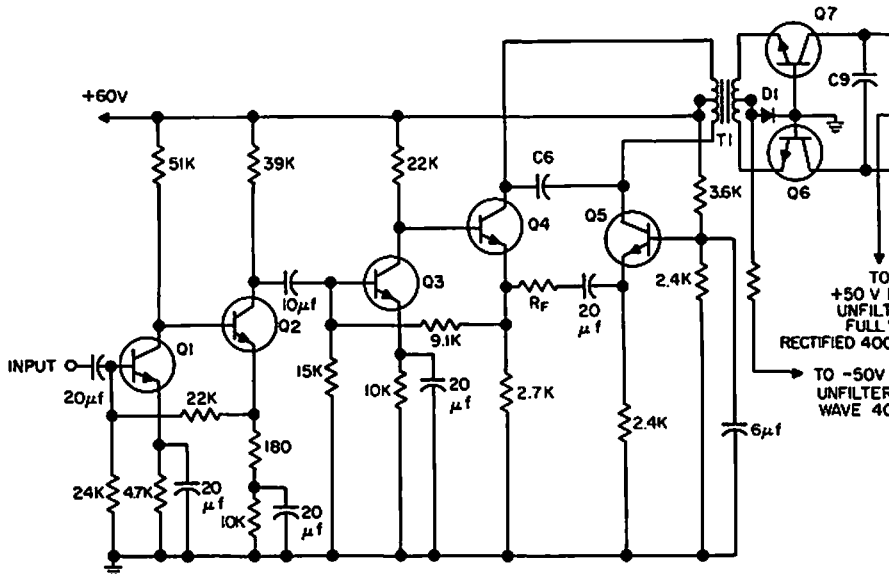 Q7
+60V
C9
D1
T1
51K
39K
22K
C6
3.6K
Q6
Q4
Q5
Q3
10µf
Q2
RF
20
µf
2.4K
TO
+50 V
UNFILT
FULL
RECTIFIED 400
Q1
9.1K
INPUT
20µf
22K
15K
10K
20
µf
2.7K
TO -50V
UNFILTER
WAVE 40
180
2.4K
6µf
24K
4.7K
20
µf
10K
20
µf